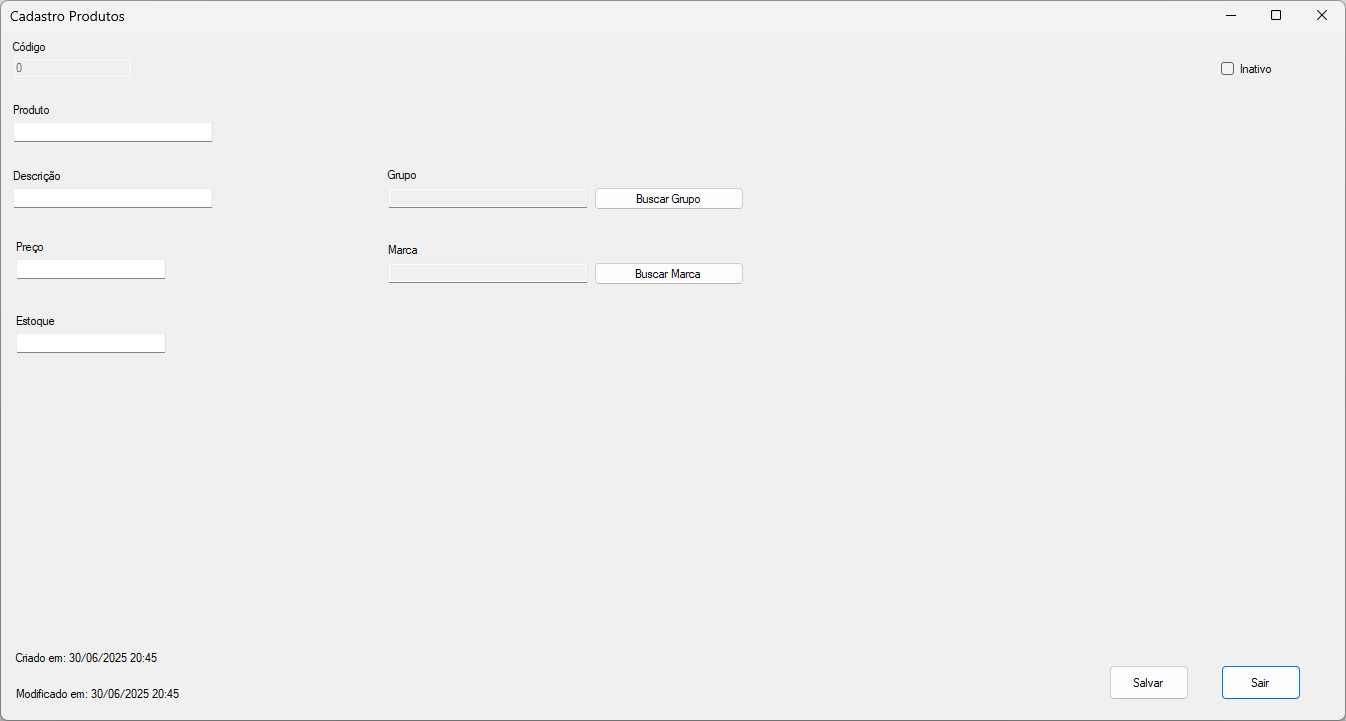 Cadastro Produtos
Código
0
Inativo
Produto
Descrição
Grupo
Buscar Grupo
Preço
Marca
Buscar Marca
Estoque
Criado em: 30/06/2025 20:45
Modificado em: 30/06/2025 20:45
Salvar
Sair